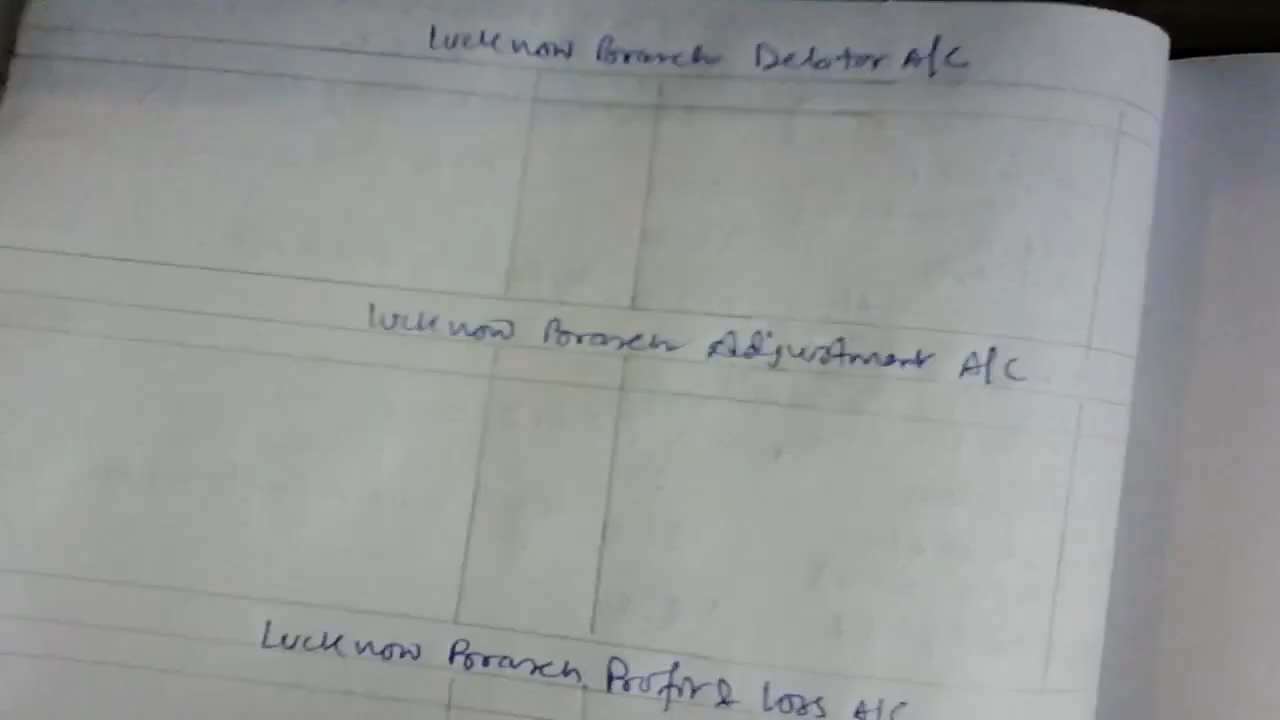 Lucknow Branch Debtor A/C
Lucknow Branch Adjustment A/C
Lucknow Branch Profit & Loss A/C